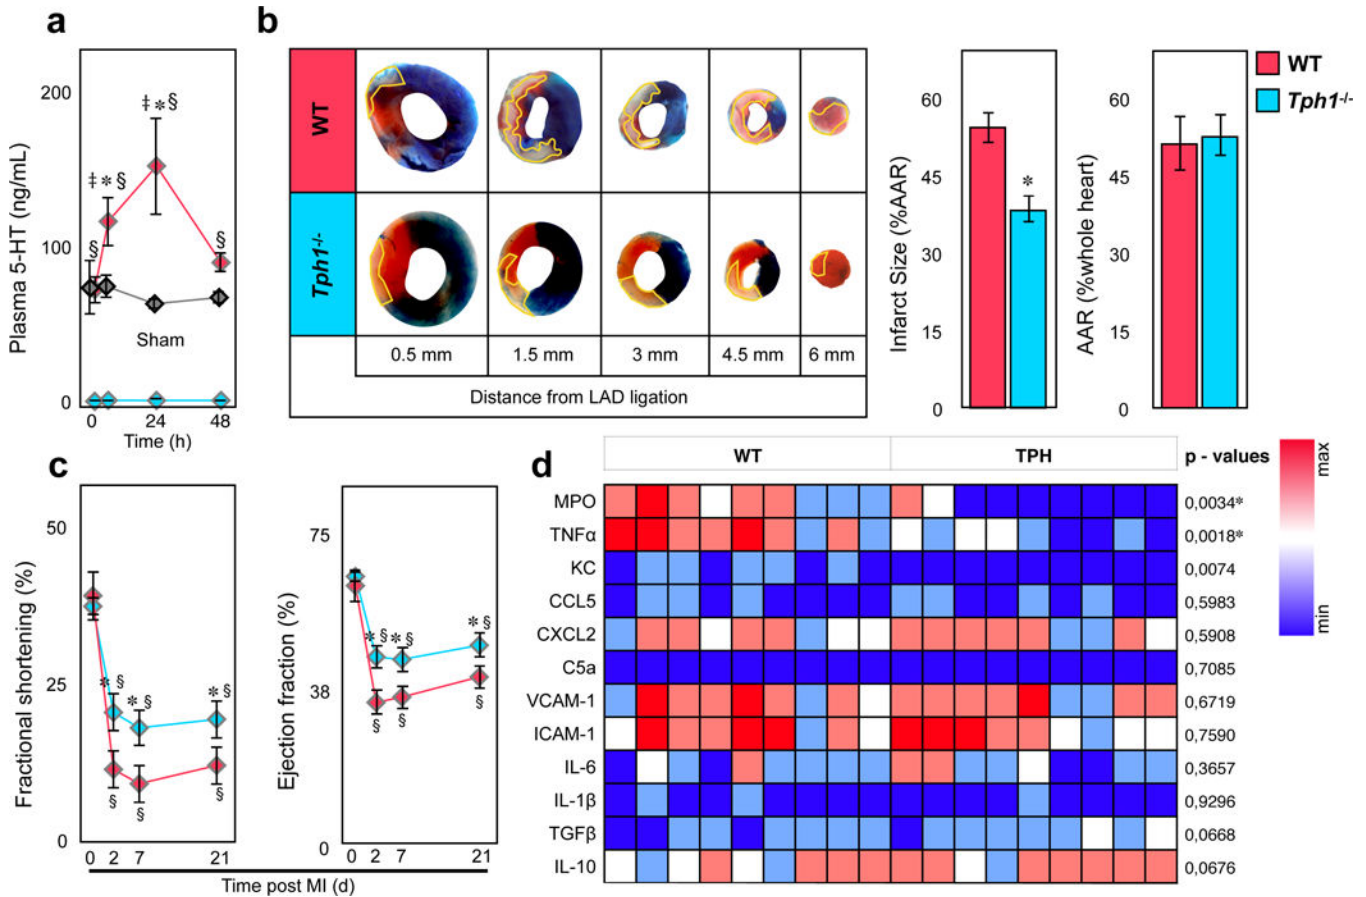 a
Plasma 5-HT (ng/mL)
200
100
0
‡ * §
‡ * §
§
§
Sham
0 24 48
Time (h)
b
WT
Tph1-/-
0.5 mm 1.5 mm 3 mm 4.5 mm 6 mm
Distance from LAD ligation
Infarct Size (%AAR)
60
45
30
15
0
*
AAR (%whole heart)
60
45
30
15
0
WT
Tph1-/-
c
Fractional shortening (%)
50
25
0
* §
* §
* §
§
§
§
0 2 7 21
Ejection fraction (%)
75
38
0
* § * § * §
§ § §
0 2 7 21
Time post MI (d)
d
WT TPH p - values
MPO 0,0034*
TNFα 0,0018*
KC 0,0074
CCL5 0,5983
CXCL2 0,5908
C5a 0,7085
VCAM-1 0,6719
ICAM-1 0,7590
IL-6 0,3657
IL-1β 0,9296
TGFβ 0,0668
IL-10 0,0676
max
min